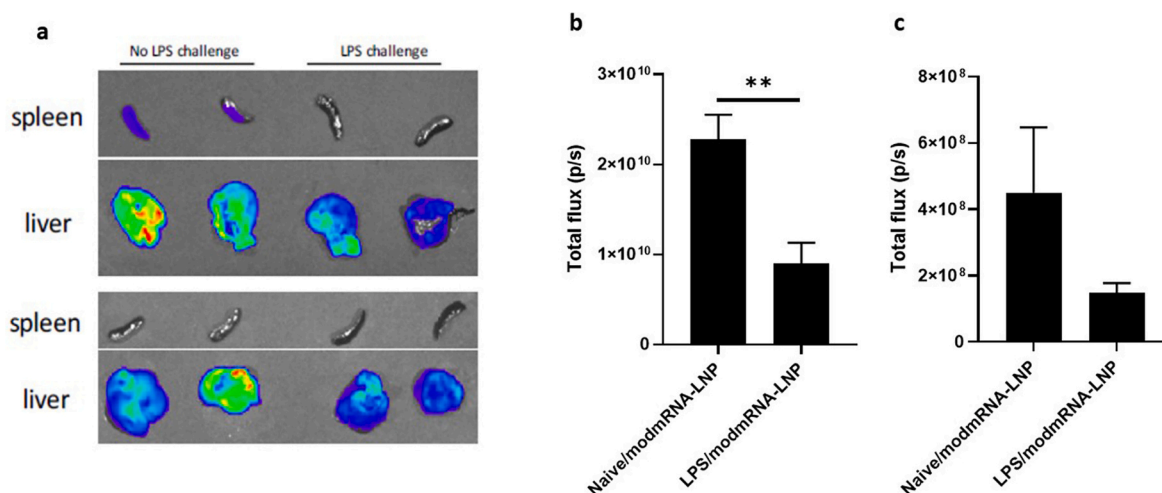 a
No LPS challenge LPS challenge
spleen
liver
spleen
liver
b
3×10¹⁰
2×10¹⁰
1×10¹⁰
0
Total flux (p/s)
**
Naive/modmRNA-LNP
LPS/modmRNA-LNP
c
8×10⁸
6×10⁸
4×10⁸
2×10⁸
0
Total flux (p/s)
Naive/modmRNA-LNP
LPS/modmRNA-LNP